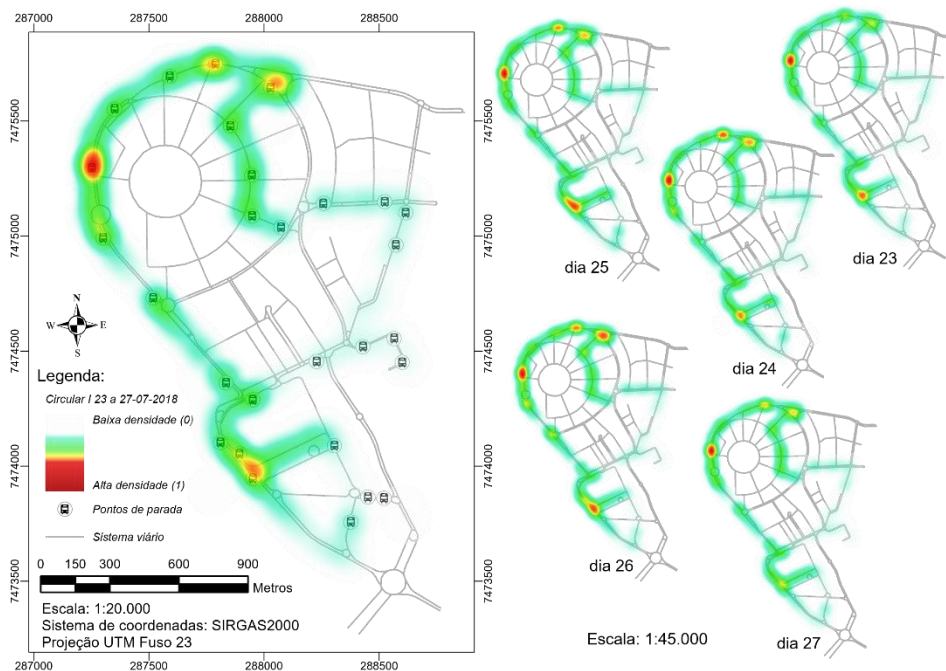 287000 287500 288000 288500
7475500
7475000
7474500
7474000
7473500
N
W E
S
Legenda:
Circular I 23 a 27-07-2018
Baixa densidade (0)
Alta densidade (1)
Pontos de parada
Sistema viário
0 150 300 600 900
Metros
Escala: 1:20.000
Sistema de coordenadas: SIRGAS2000
Projeção UTM Fuso 23
7475500
7475000
7474500
7474000
7473500
287000 287500 288000 288500
dia 25
dia 23
dia 24
dia 26
dia 27
Escala: 1:45.000